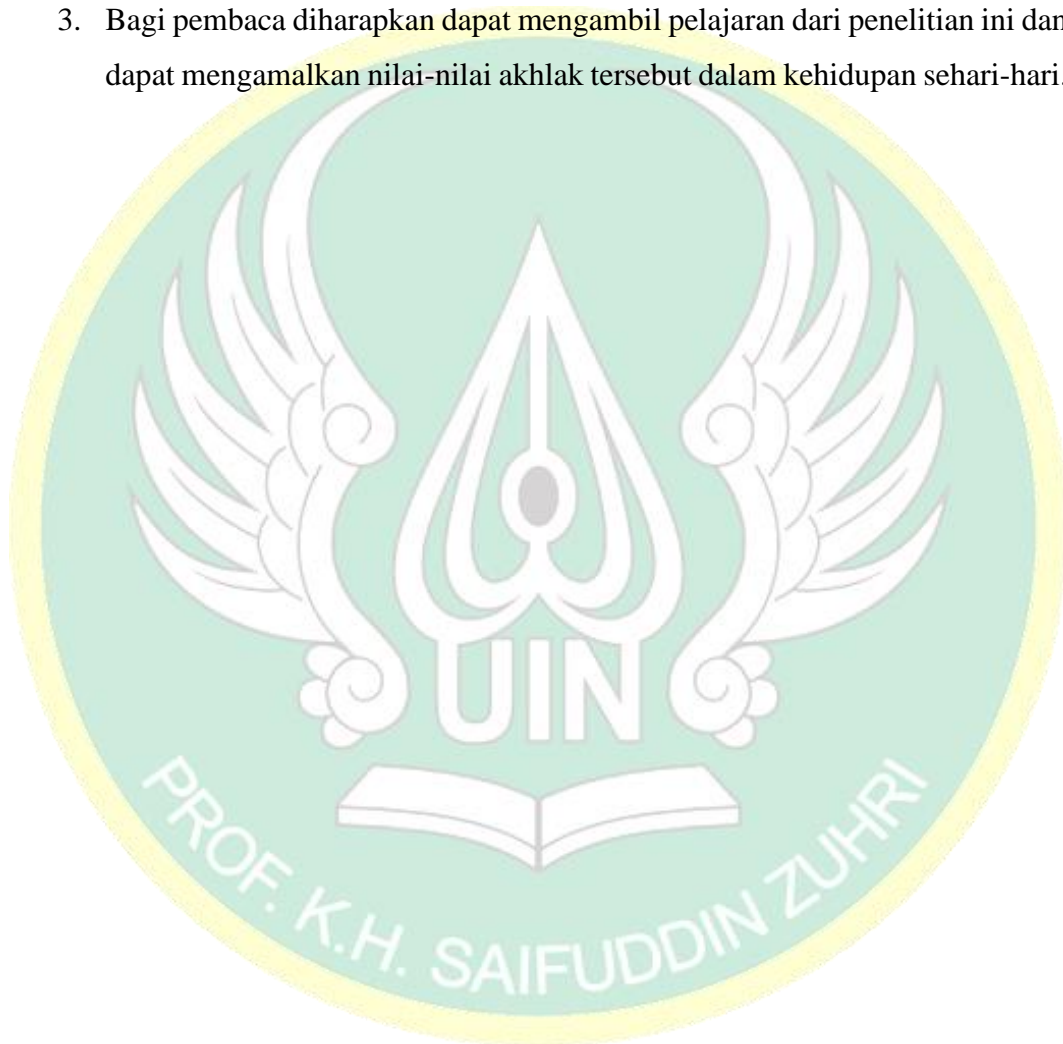 3. Bagi pembaca diharapkan dapat mengambil pelajaran dari penelitian ini dan
dapat mengamalkan nilai-nilai akhlak tersebut dalam kehidupan sehari-hari.
UIN
PROF. K.H. SAIFUDDIN ZUHRI